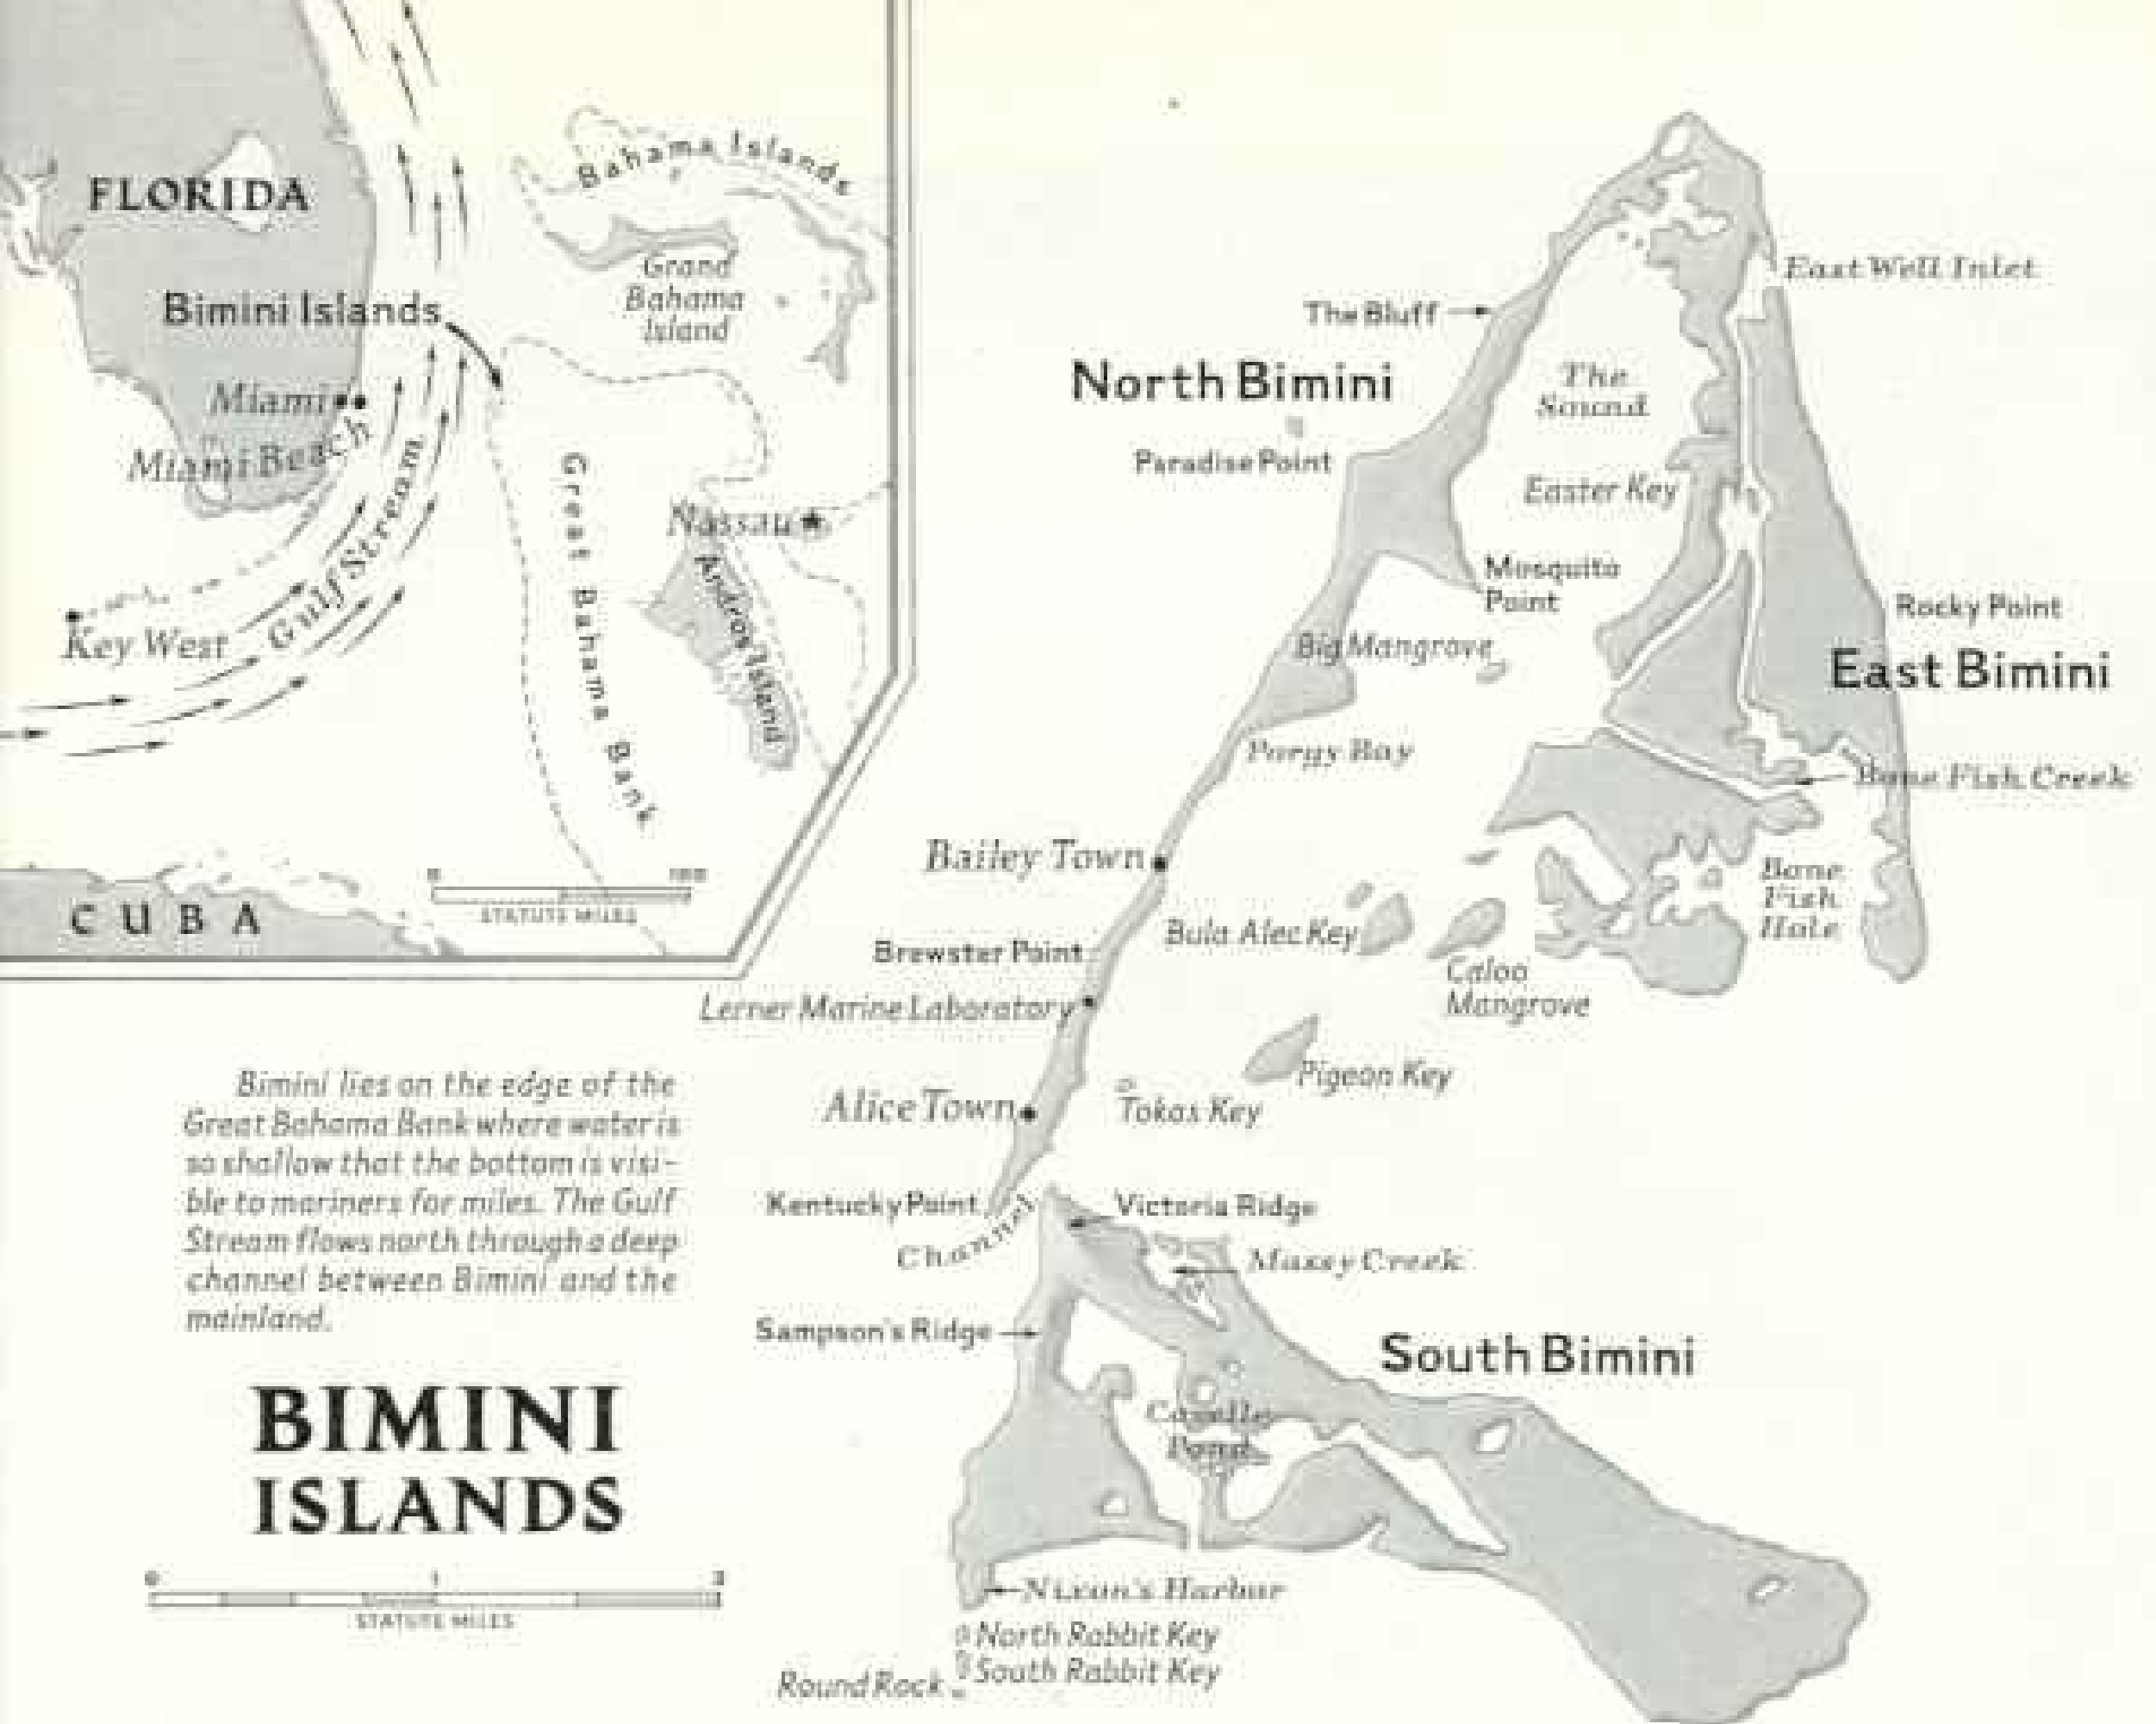 FLORIDA
Bahama Islands
Grand
Bahama
Island
Bimini Islands
Miami
Miami Beach
Gulf Stream
Great Bahama Bank
Nassau
Andros Island
Key West
CUBA
0
STATUTE MILES
East Well Inlet
The Bluff
North Bimini
The
Sound
Paradise Point
Easter Key
Mosquito
Point
Rocky Point
Big Mangrove
East Bimini
Porgy Bay
Bone Fish Creek
Bailey Town
Bone
Fish
Hole
Bula Alec Key
Brewster Point
Caloo
Mangrove
Lerner Marine Laboratory
Pigeon Key
Alice Town
Tokas Key
Kentucky Point
Victoria Ridge
Channel
Massy Creek
Sampson's Ridge
South Bimini
Pond
Nixon's Harbor
North Rabbit Key
South Rabbit Key
Round Rock
Bimini lies on the edge of the
Great Bahama Bank where water is
so shallow that the bottom is visi-
ble to mariners for miles. The Gulf
Stream flows north through a deep
channel between Bimini and the
mainland.
BIMINI
ISLANDS
0 1 2
STATUTE MILES